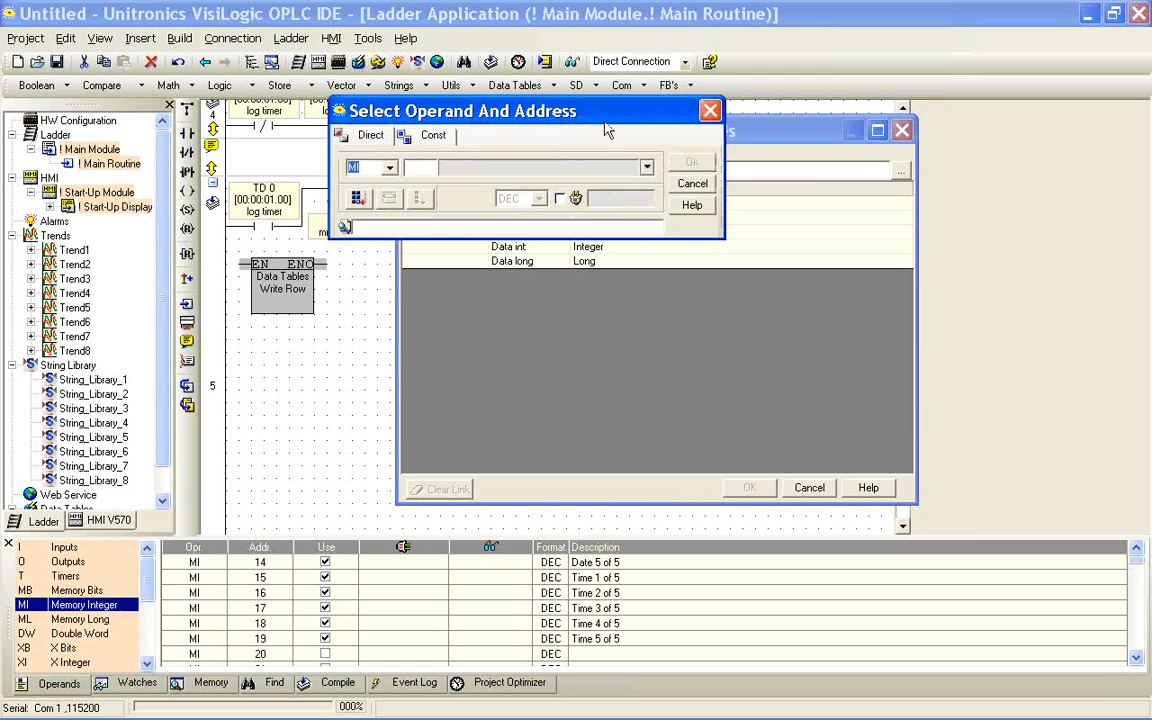 Untitled - Unitronics VisiLogic OPLC IDE - [Ladder Application (! Main Module.! Main Routine)]
Project Edit View Insert Build Connection Ladder HMI Tools Help
Direct Connection
Boolean Compare Math Logic Store Vector Strings Utils Data Tables SD Com FB's
HW Configuration
Ladder
! Main Module
! Main Routine
HMI
! Start-Up Module
! Start-Up Display
Alarms
Trends
Trend1
Trend2
Trend3
Trend4
Trend5
Trend6
Trend7
Trend8
String Library
String_Library_1
String_Library_2
String_Library_3
String_Library_4
String_Library_5
String_Library_6
String_Library_7
String_Library_8
Web Service
Ladder HMI V570
4
[00:00:01.00]
log timer
TD 0
[00:00:01.00]
log timer
EN ENO
Data Tables
Write Row
5
Select Operand And Address
Direct Const
MI
Ok
Cancel
DEC
Help
...
Data int Integer
Data long Long
Clear Link OK Cancel Help
I Inputs
O Outputs
T Timers
MB Memory Bits
MI Memory Integer
ML Memory Long
DW Double Word
XB X Bits
XI X Integer
Opr. Addr. Use Format Description
MI 14 DEC Date 5 of 5
MI 15 DEC Time 1 of 5
MI 16 DEC Time 2 of 5
MI 17 DEC Time 3 of 5
MI 18 DEC Time 4 of 5
MI 19 DEC Time 5 of 5
MI 20 DEC
Operands Watches Memory Find Compile Event Log Project Optimizer
Serial: Com 1 ,115200 000%